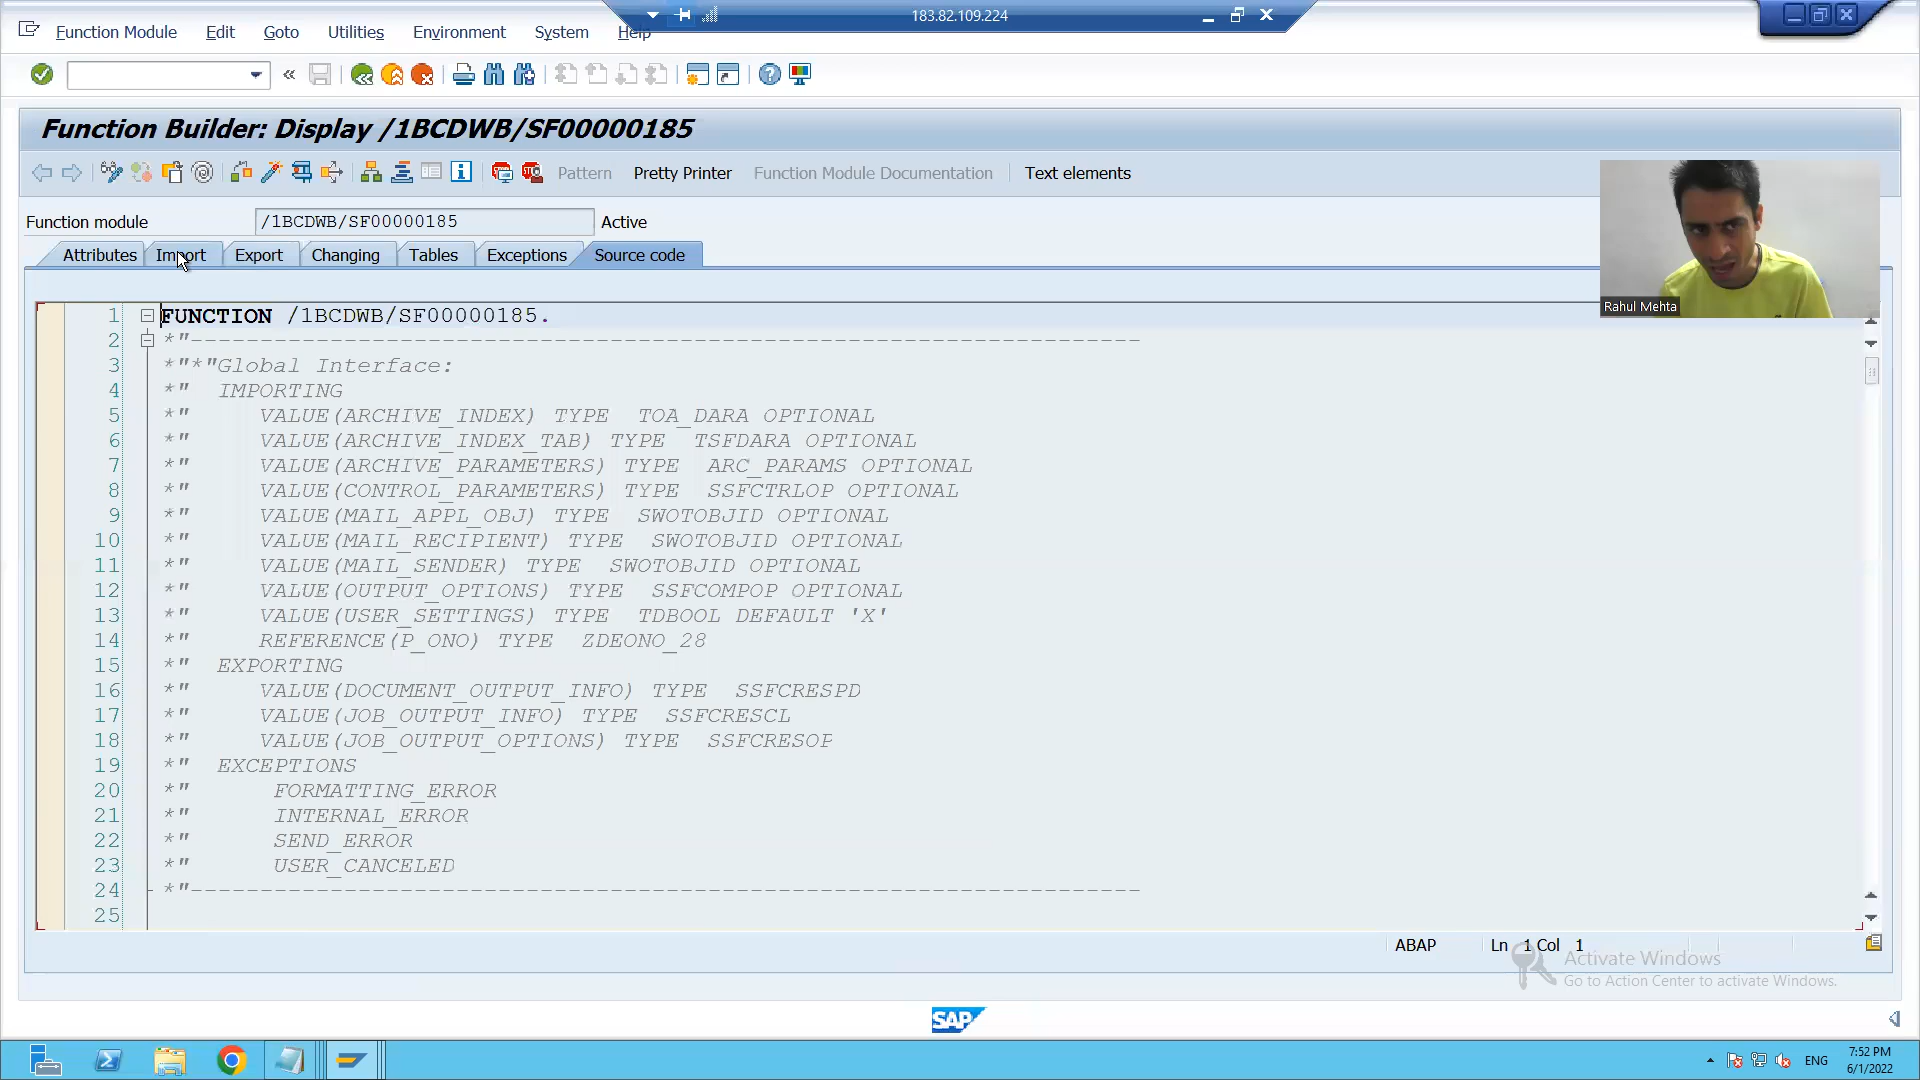 183.82.109.224
Function Module Edit Goto Utilities Environment System Help
Function Builder: Display /1BCDWB/SF00000185
Pattern Pretty Printer Function Module Documentation Text elements
Function module /1BCDWB/SF00000185 Active
Attributes Import Export Changing Tables Exceptions Source code
Rahul Mehta
1 FUNCTION /1BCDWB/SF00000185.
2 *"----------------------------------------------------------------------
3 *"*"Global Interface:
4 *" IMPORTING
5 *" VALUE(ARCHIVE_INDEX) TYPE TOA_DARA OPTIONAL
6 *" VALUE(ARCHIVE_INDEX_TAB) TYPE TSFDARA OPTIONAL
7 *" VALUE(ARCHIVE_PARAMETERS) TYPE ARC_PARAMS OPTIONAL
8 *" VALUE(CONTROL_PARAMETERS) TYPE SSFCTRLOP OPTIONAL
9 *" VALUE(MAIL_APPL_OBJ) TYPE SWOTOBJID OPTIONAL
10 *" VALUE(MAIL_RECIPIENT) TYPE SWOTOBJID OPTIONAL
11 *" VALUE(MAIL_SENDER) TYPE SWOTOBJID OPTIONAL
12 *" VALUE(OUTPUT_OPTIONS) TYPE SSFCOMPOP OPTIONAL
13 *" VALUE(USER_SETTINGS) TYPE TDBOOL DEFAULT 'X'
14 *" REFERENCE(P_ONO) TYPE ZDEONO_28
15 *" EXPORTING
16 *" VALUE(DOCUMENT_OUTPUT_INFO) TYPE SSFCRESPD
17 *" VALUE(JOB_OUTPUT_INFO) TYPE SSFCRESCL
18 *" VALUE(JOB_OUTPUT_OPTIONS) TYPE SSFCRESOP
19 *" EXCEPTIONS
20 *" FORMATTING_ERROR
21 *" INTERNAL_ERROR
22 *" SEND_ERROR
23 *" USER_CANCELED
24 *"----------------------------------------------------------------------
25
ABAP Ln 1 Col 1
Activate Windows
Go to Action Center to activate Windows.
SAP
ENG 7:52 PM
6/1/2022